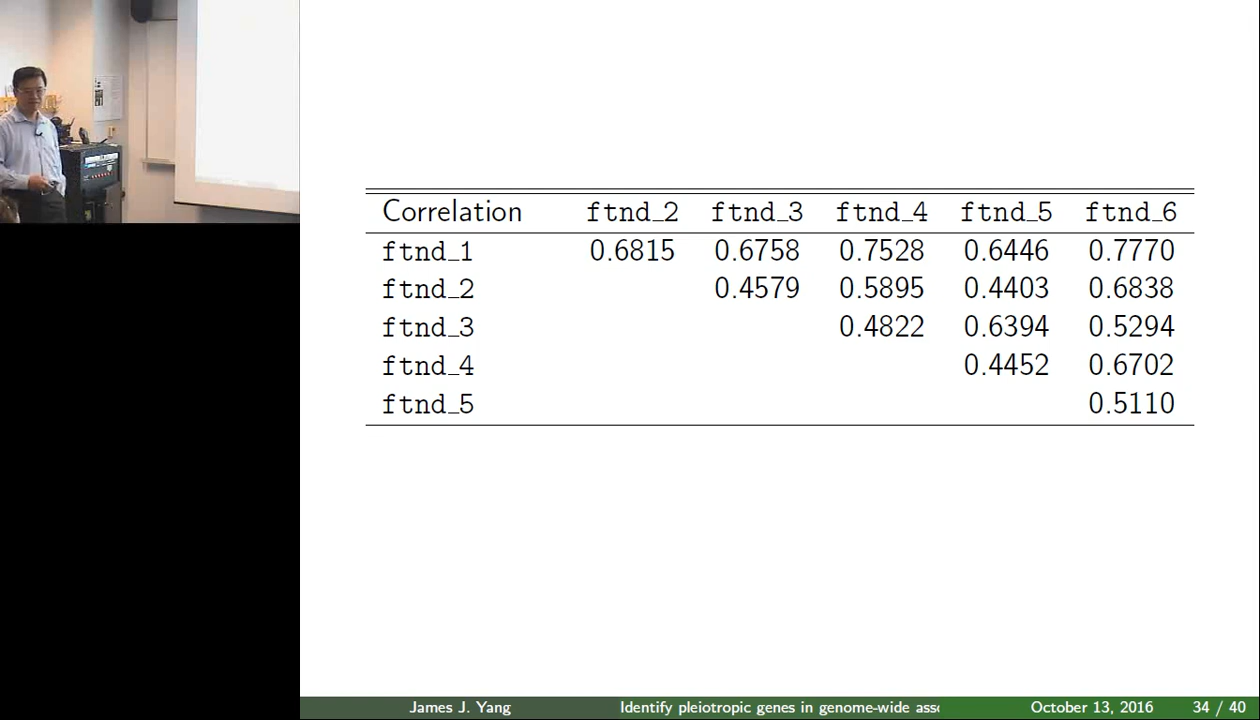 Correlation ftnd_2 ftnd_3 ftnd_4 ftnd_5 ftnd_6
ftnd_1 0.6815 0.6758 0.7528 0.6446 0.7770
ftnd_2 0.4579 0.5895 0.4403 0.6838
ftnd_3 0.4822 0.6394 0.5294
ftnd_4 0.4452 0.6702
ftnd_5 0.5110
James J. Yang Identify pleiotropic genes in genome-wide asso October 13, 2016 34 / 40